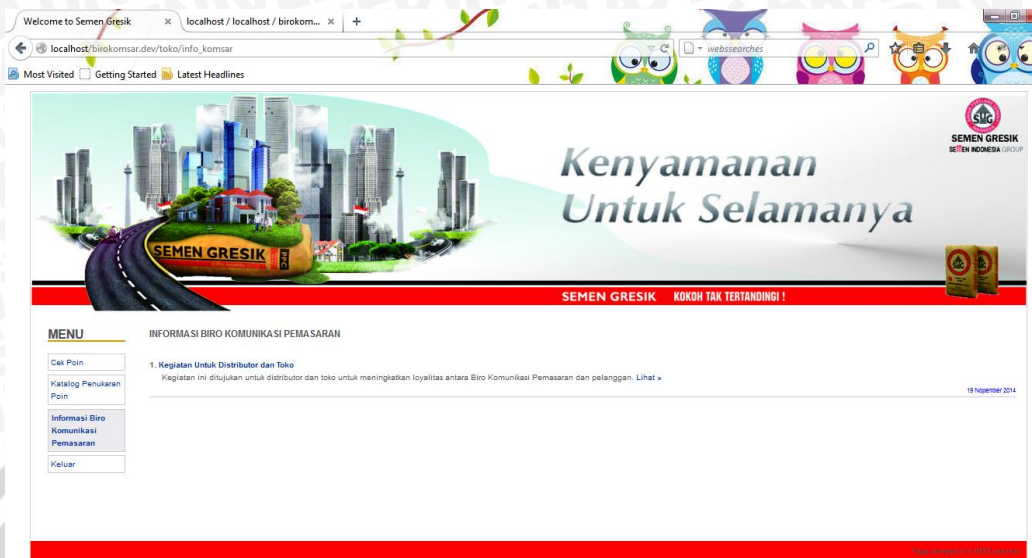 Welcome to Semen Gresik × localhost / localhost / birokom... × +
localhost/birokomsar.dev/toko/info_komsar webssearches
Most Visited Getting Started Latest Headlines
SEMEN GRESIK
SEMEN INDONESIA GROUP
Kenyamanan
Untuk Selamanya
SEMEN GRESIK PPC
SEMEN GRESIK KOKOH TAK TERTANDINGI !
MENU
Cek Poin
Katalog Penukaran
Poin
Informasi Biro
Komunikasi
Pemasaran
Keluar
INFORMASI BIRO KOMUNIKASI PEMASARAN
1. Kegiatan Untuk Distributor dan Toko
Kegiatan ini ditujukan untuk distributor dan toko untuk meningkatkan loyalitas antara Biro Komunikasi Pemasaran dan pelanggan. Lihat »
19 Nopember 2014